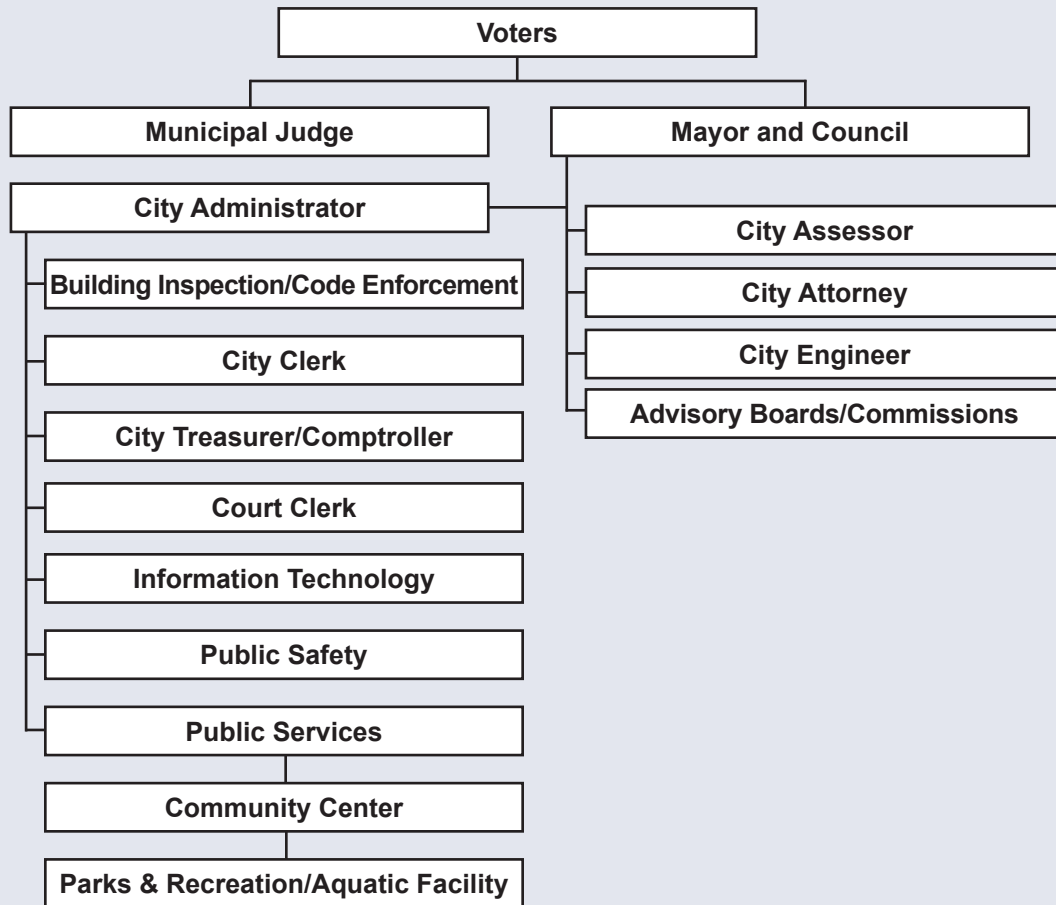 Voters
Municipal Judge
Mayor and Council
City Administrator
City Assessor
Building Inspection/Code Enforcement
City Attorney
City Clerk
City Engineer
Advisory Boards/Commissions
City Treasurer/Comptroller
Court Clerk
Information Technology
Public Safety
Public Services
Community Center
Parks & Recreation/Aquatic Facility